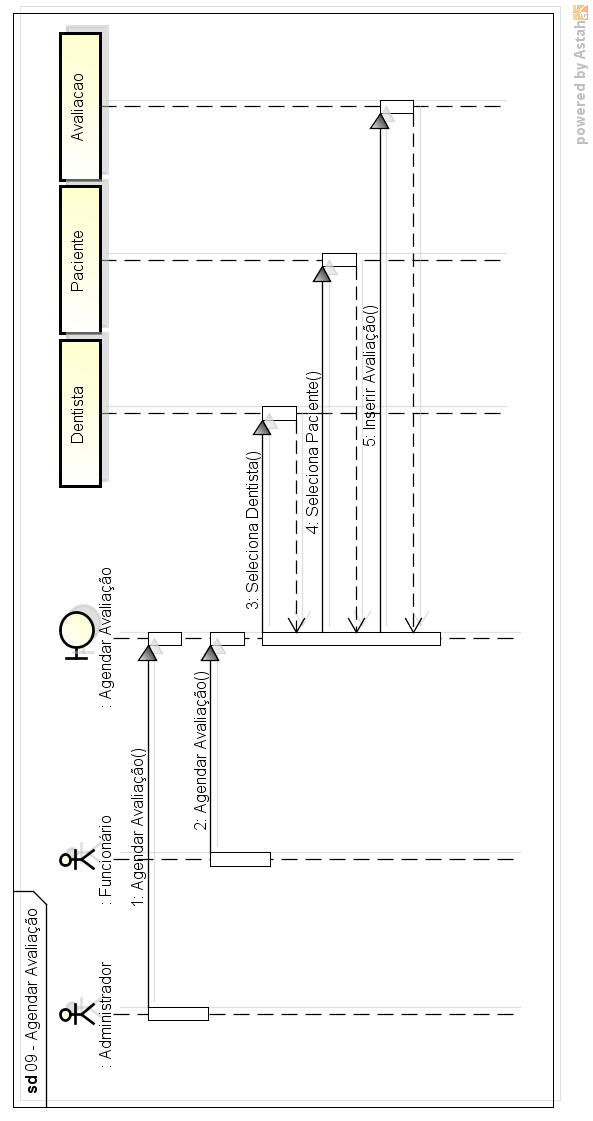 sd 09 - Agendar Avaliação
: Administrador
: Funcionário
: Agendar Avaliação
Dentista
Paciente
Avaliacao
1: Agendar Avaliação()
2: Agendar Avaliação()
3: Seleciona Dentista()
4: Seleciona Paciente()
5: Inserir Avaliação()
powered by Astah